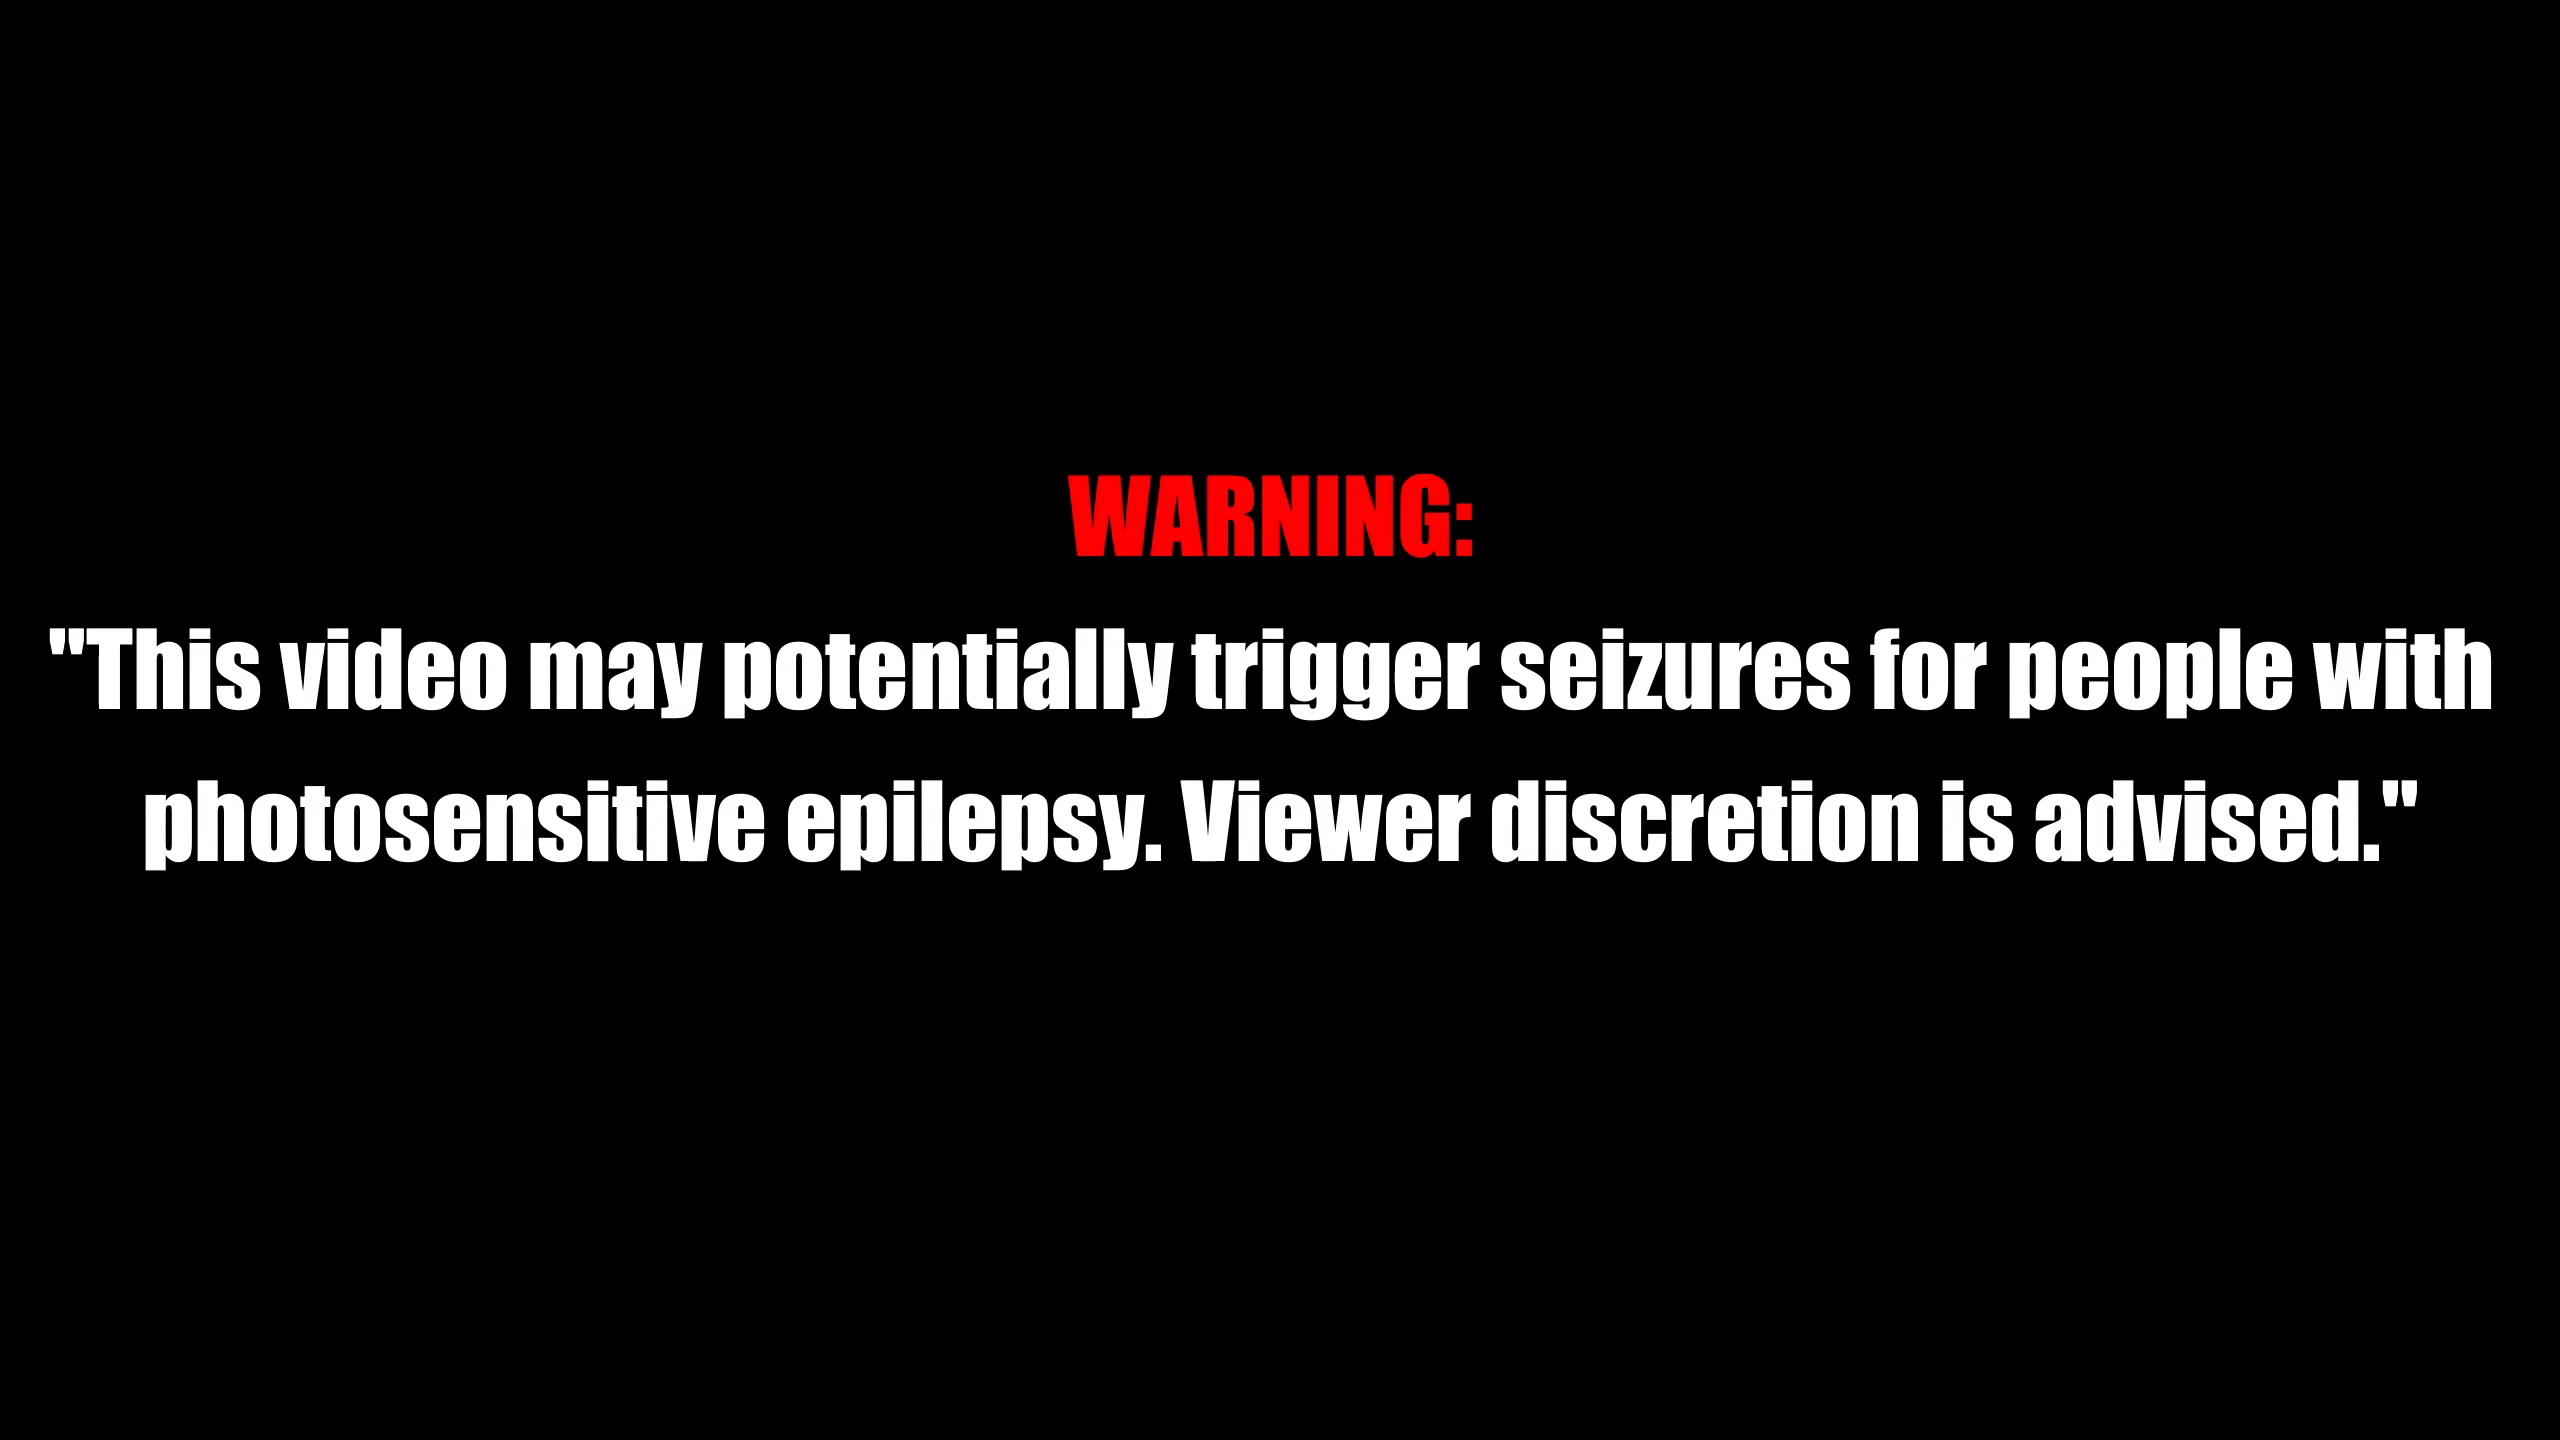 WARNING:
"This video may potentially trigger seizures for people with
photosensitive epilepsy. Viewer discretion is advised."